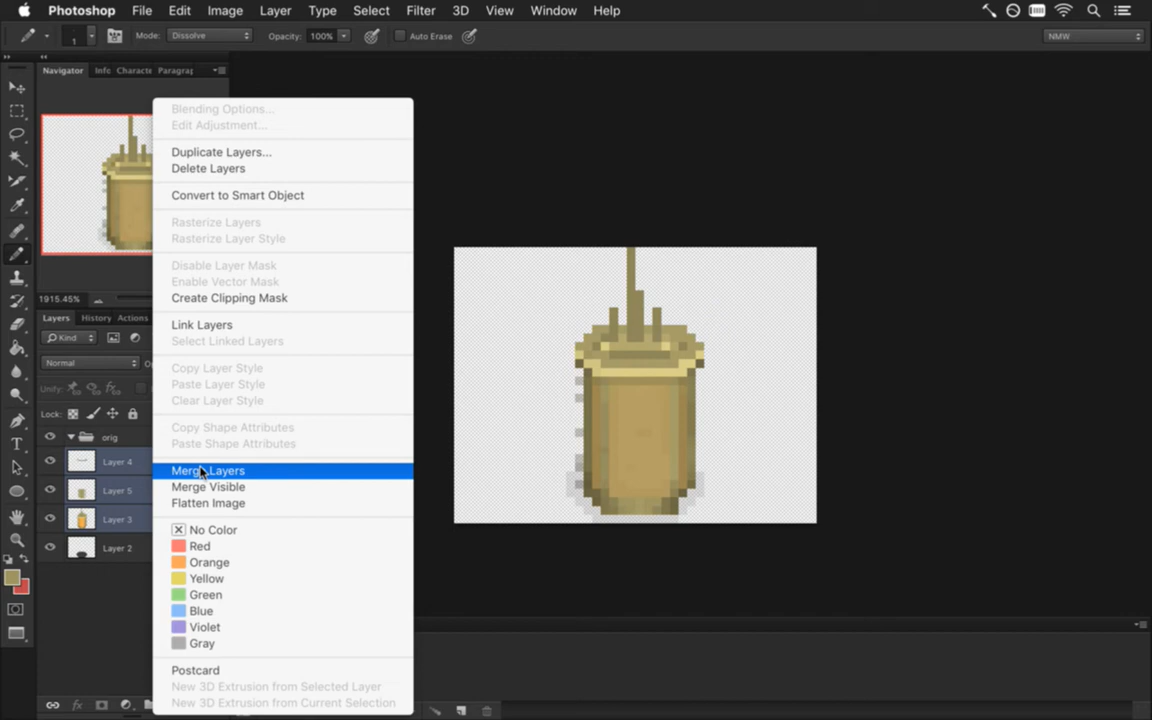 Photoshop File Edit Image Layer Type Select Filter 3D View Window Help
1 Mode: Dissolve Opacity: 100% Auto Erase NMW
Navigator Info Characte Paragrap
1915.45%
Layers History Actions
Kind
Normal
Unify:
Lock:
orig
Layer 4
Layer 5
Layer 3
Layer 2
fx
Blending Options...
Edit Adjustment...
Duplicate Layers...
Delete Layers
Convert to Smart Object
Rasterize Layers
Rasterize Layer Style
Disable Layer Mask
Enable Vector Mask
Create Clipping Mask
Link Layers
Select Linked Layers
Copy Layer Style
Paste Layer Style
Clear Layer Style
Copy Shape Attributes
Paste Shape Attributes
Merge Layers
Merge Visible
Flatten Image
No Color
Red
Orange
Yellow
Green
Blue
Violet
Gray
Postcard
New 3D Extrusion from Selected Layer
New 3D Extrusion from Current Selection